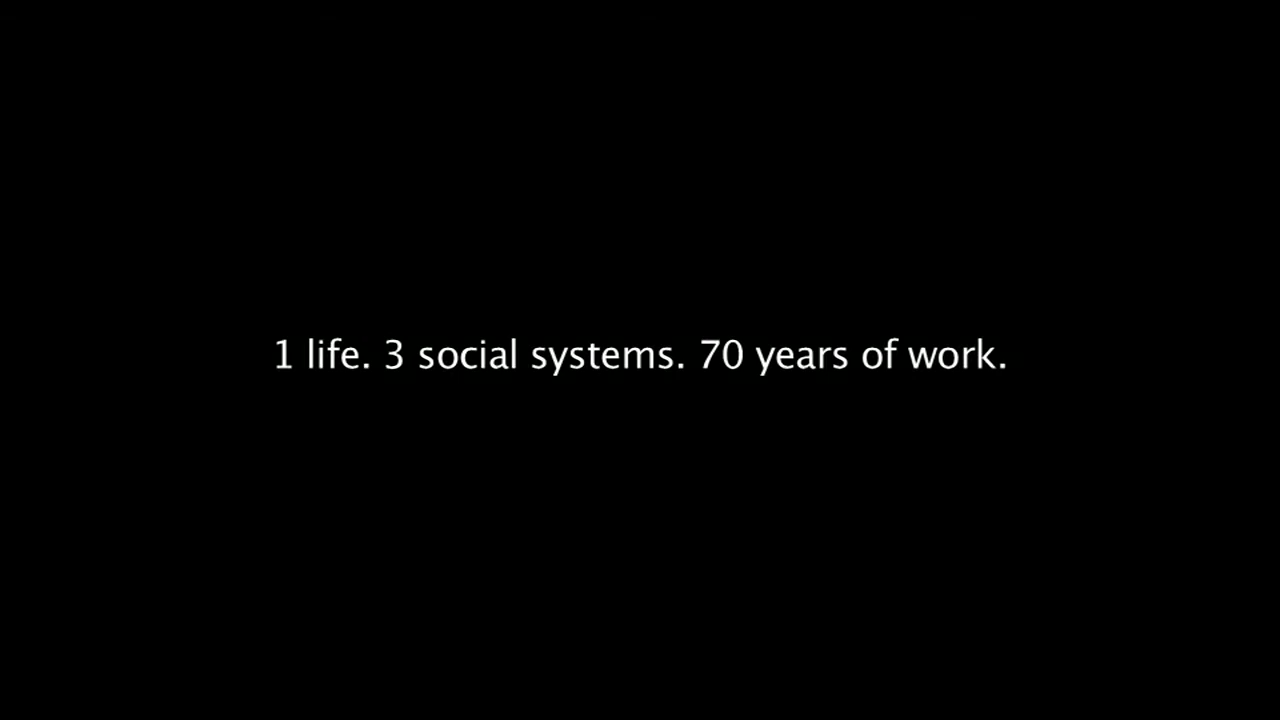 1 life. 3 social systems. 70 years of work.